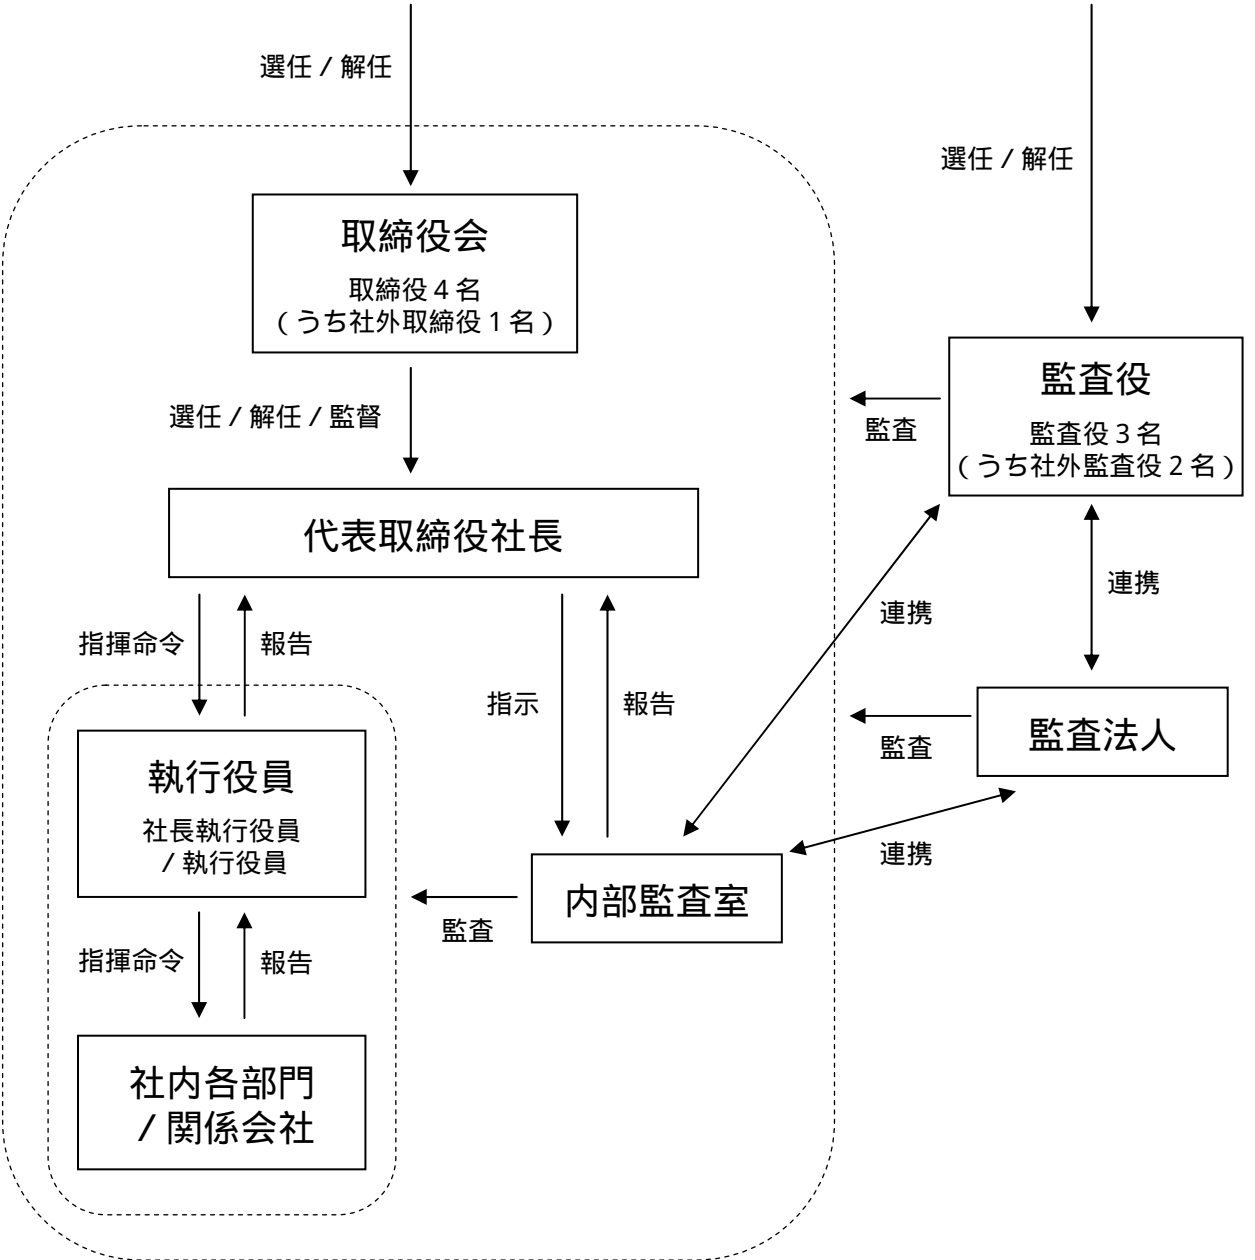 選任 / 解任
選任 / 解任
取締役会
取締役4名
(うち社外取締役1名)
選任 / 解任 / 監督
監査役
監査役3名
(うち社外監査役2名)
監査
代表取締役社長
連携
連携
指揮命令
報告
指示
報告
監査法人
監査
執行役員
社長執行役員
/ 執行役員
連携
内部監査室
監査
指揮命令
報告
社内各部門
/ 関係会社